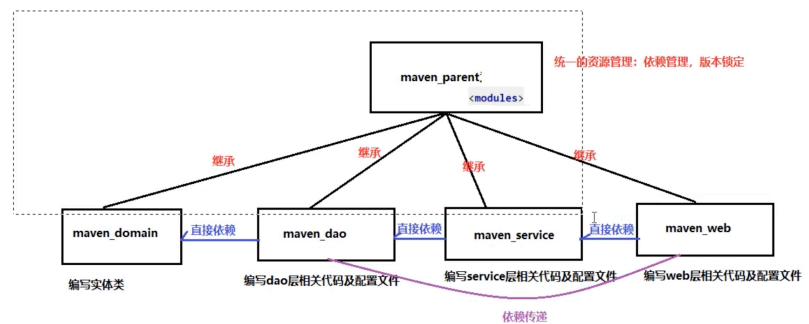 maven_parent
<modules>
统一的资源管理：依赖管理，版本锁定
继承
继承
继承
继承
maven_domain
直接依赖
maven_dao
直接依赖
maven_service
直接依赖
maven_web
编写实体类
编写dao层相关代码及配置文件
编写service层相关代码及配置文件
编写web层相关代码及配置文件
依赖传递